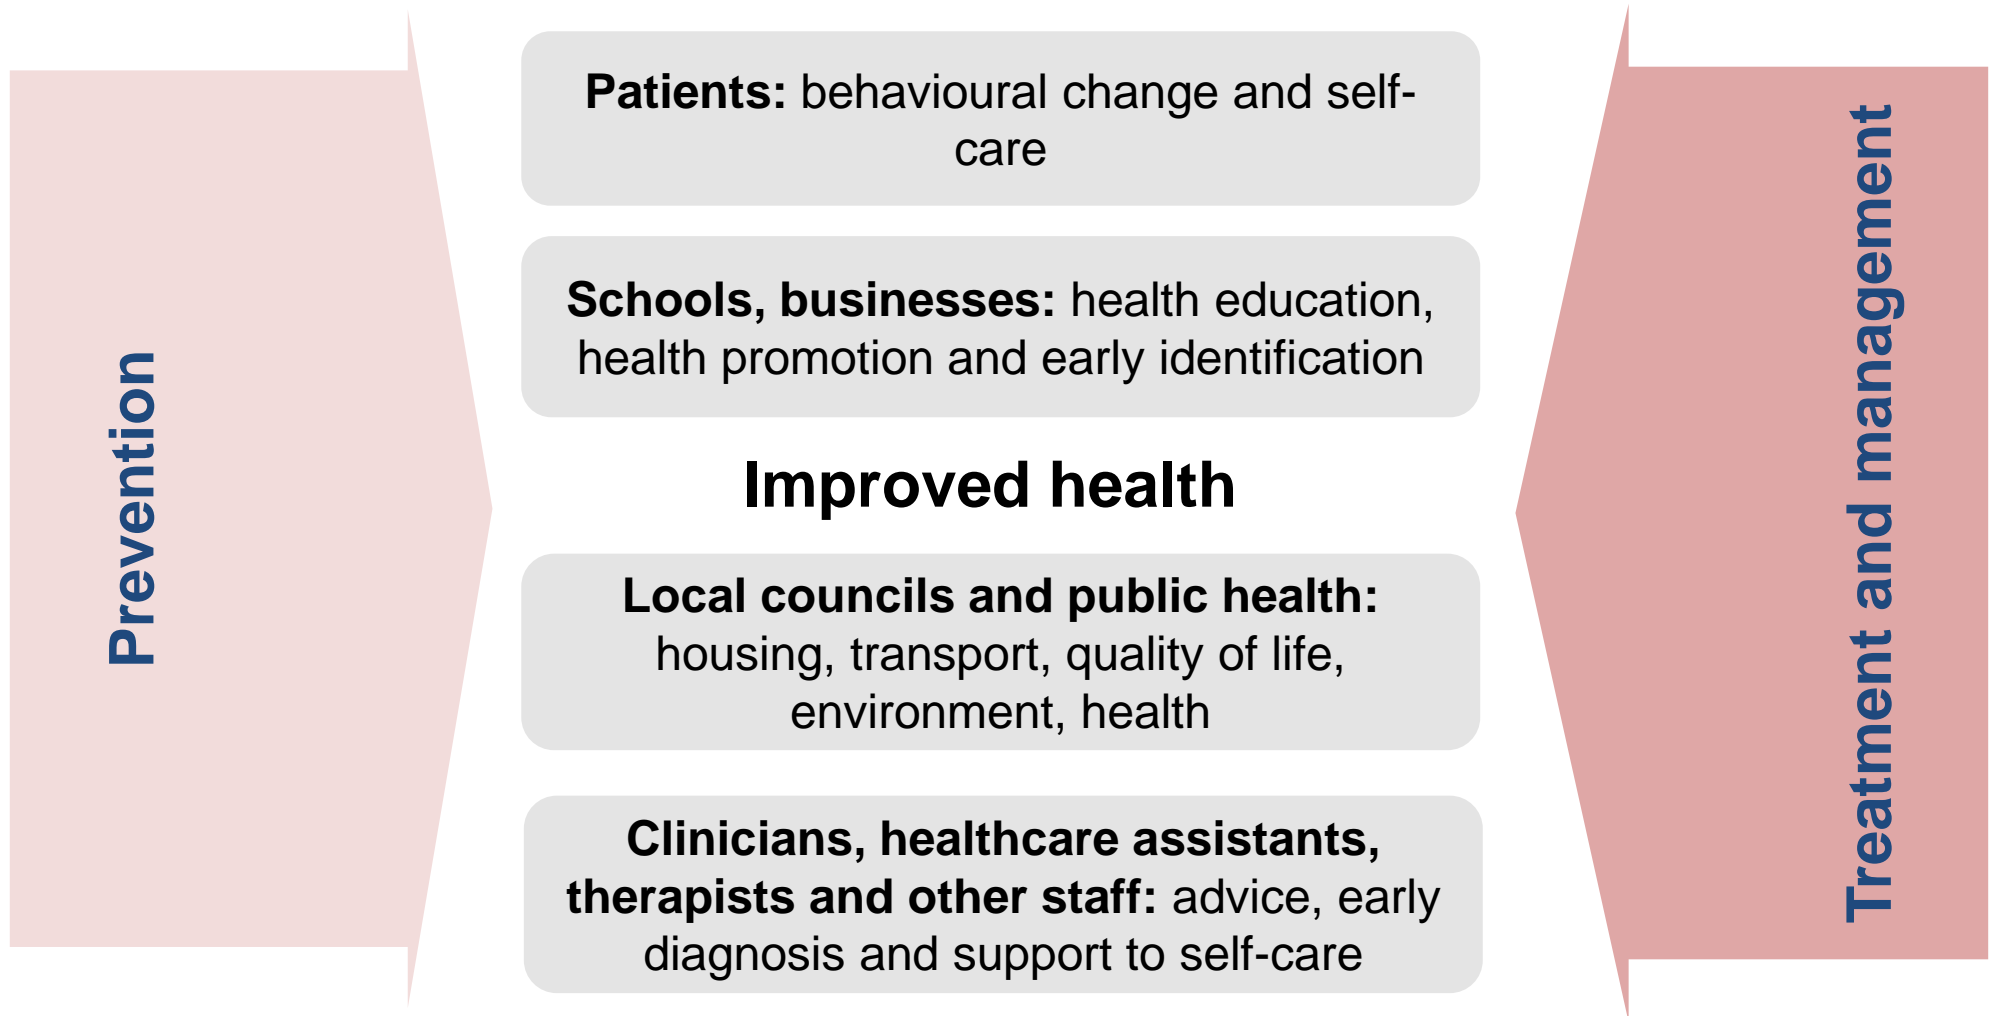 Prevention
Patients: behavioural change and self-
care
Schools, businesses: health education,
health promotion and early identification
Improved health
Local councils and public health:
housing, transport, quality of life,
environment, health
Clinicians, healthcare assistants,
therapists and other staff: advice, early
diagnosis and support to self-care
Treatment and management